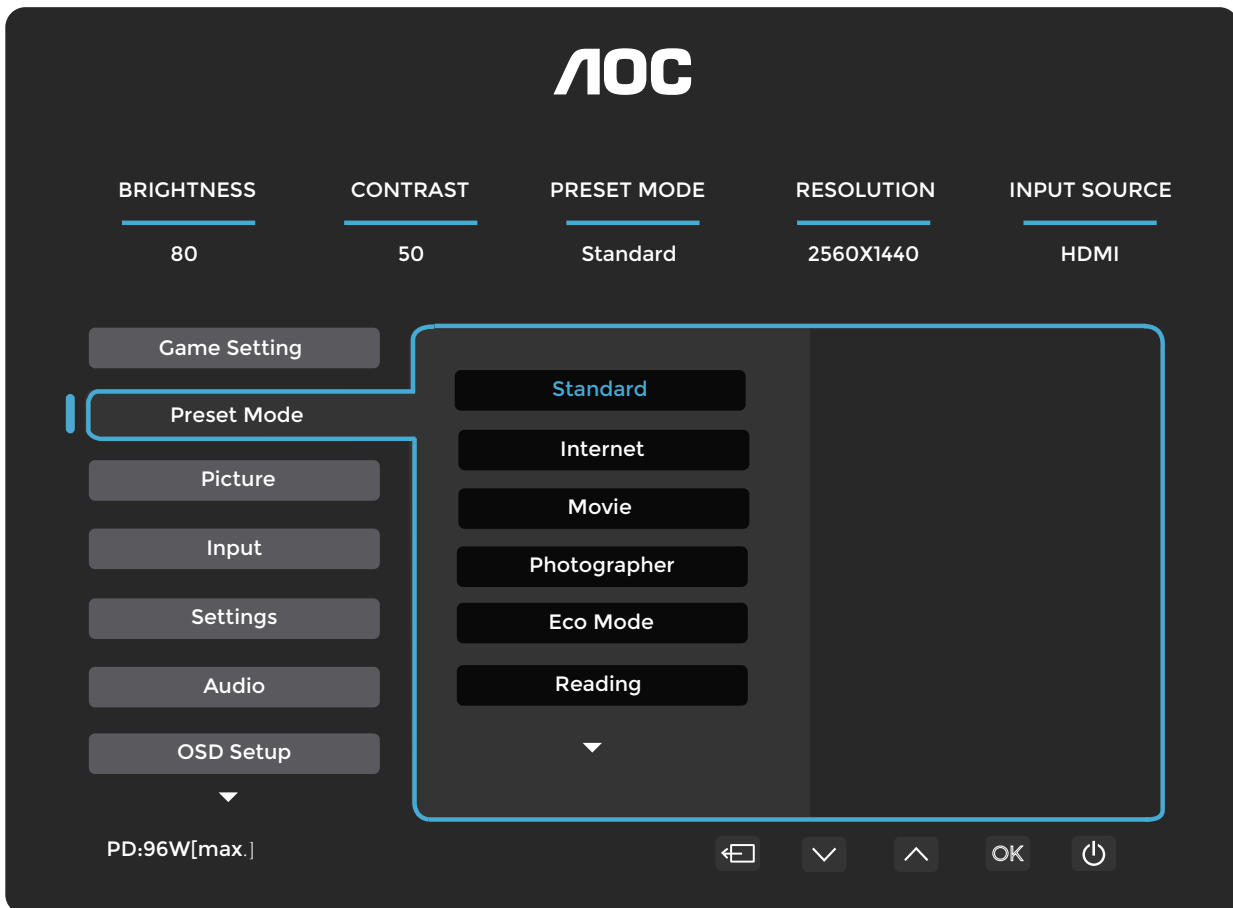 AOC
BRIGHTNESS CONTRAST PRESET MODE RESOLUTION INPUT SOURCE
80 50 Standard 2560X1440 HDMI
Game Setting
Standard
Preset Mode
Internet
Picture
Movie
Input
Photographer
Settings
Eco Mode
Audio
Reading
OSD Setup
PD:96W[max.]
OK